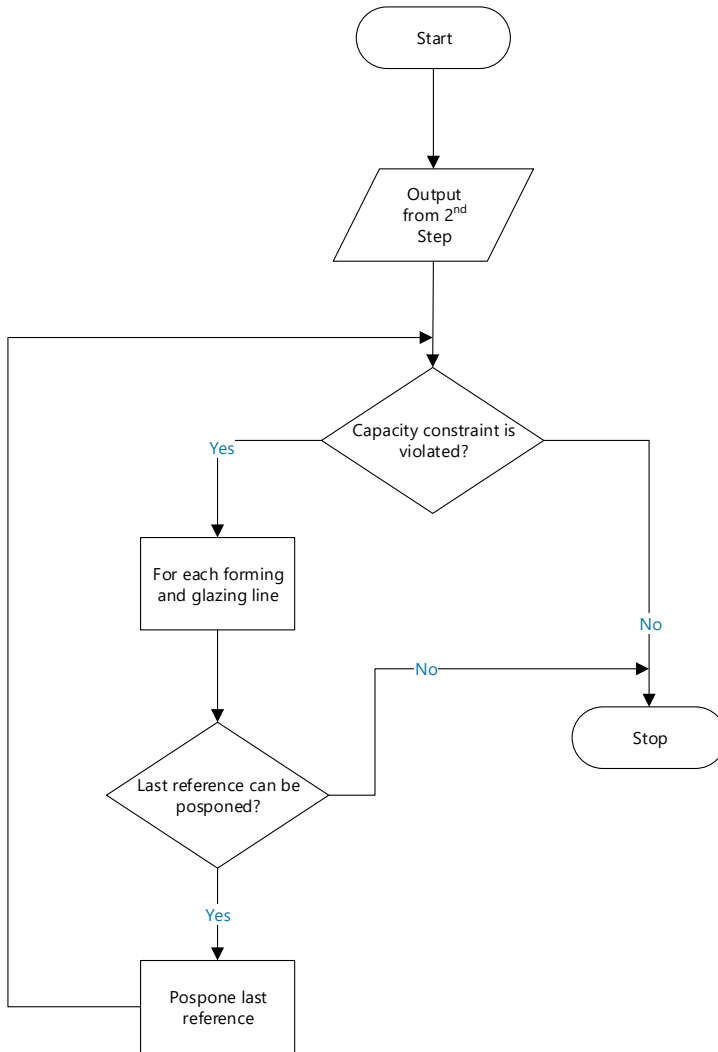 Start
Output
from 2nd
Step
Capacity constraint is
violated?
Yes
For each forming
and glazing line
No
No
Stop
Last reference can be
posponed?
Yes
Pospone last
reference